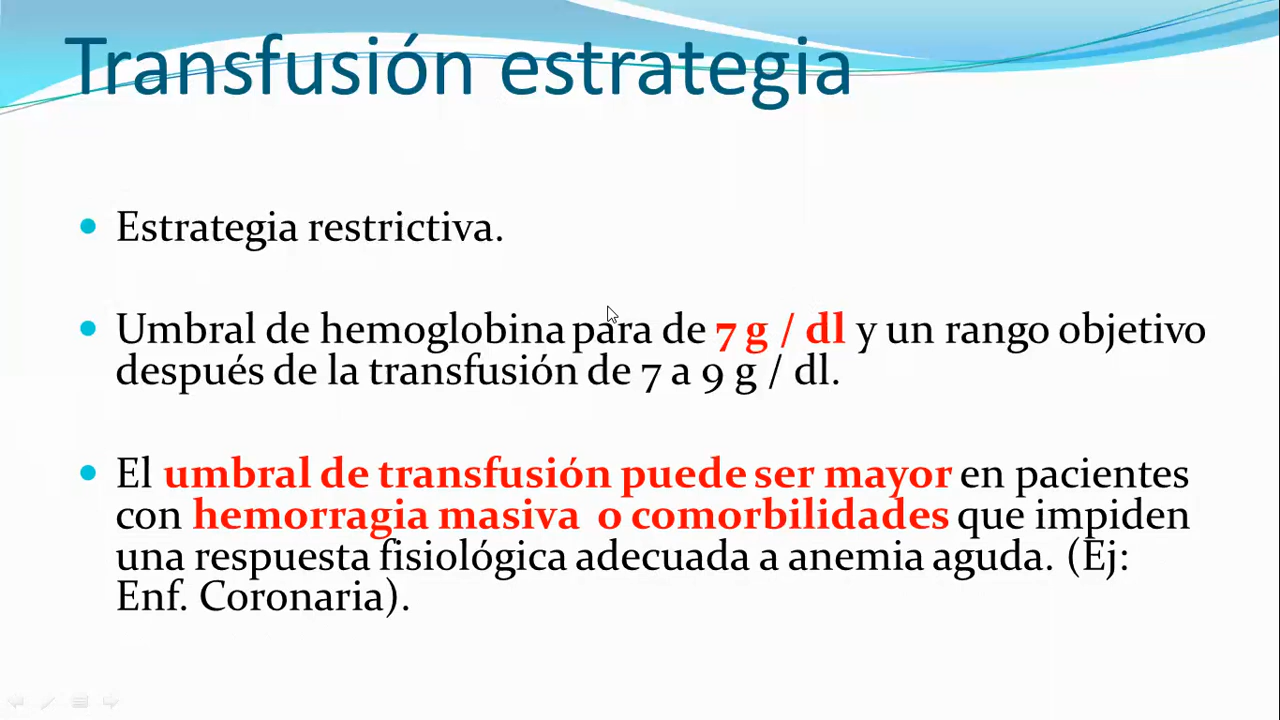 Transfusión estrategia
• Estrategia restrictiva.
• Umbral de hemoglobina para de 7 g / dl y un rango objetivo
después de la transfusión de 7 a 9 g / dl.
• El umbral de transfusión puede ser mayor en pacientes
con hemorragia masiva o comorbilidades que impiden
una respuesta fisiológica adecuada a anemia aguda. (Ej:
Enf. Coronaria).